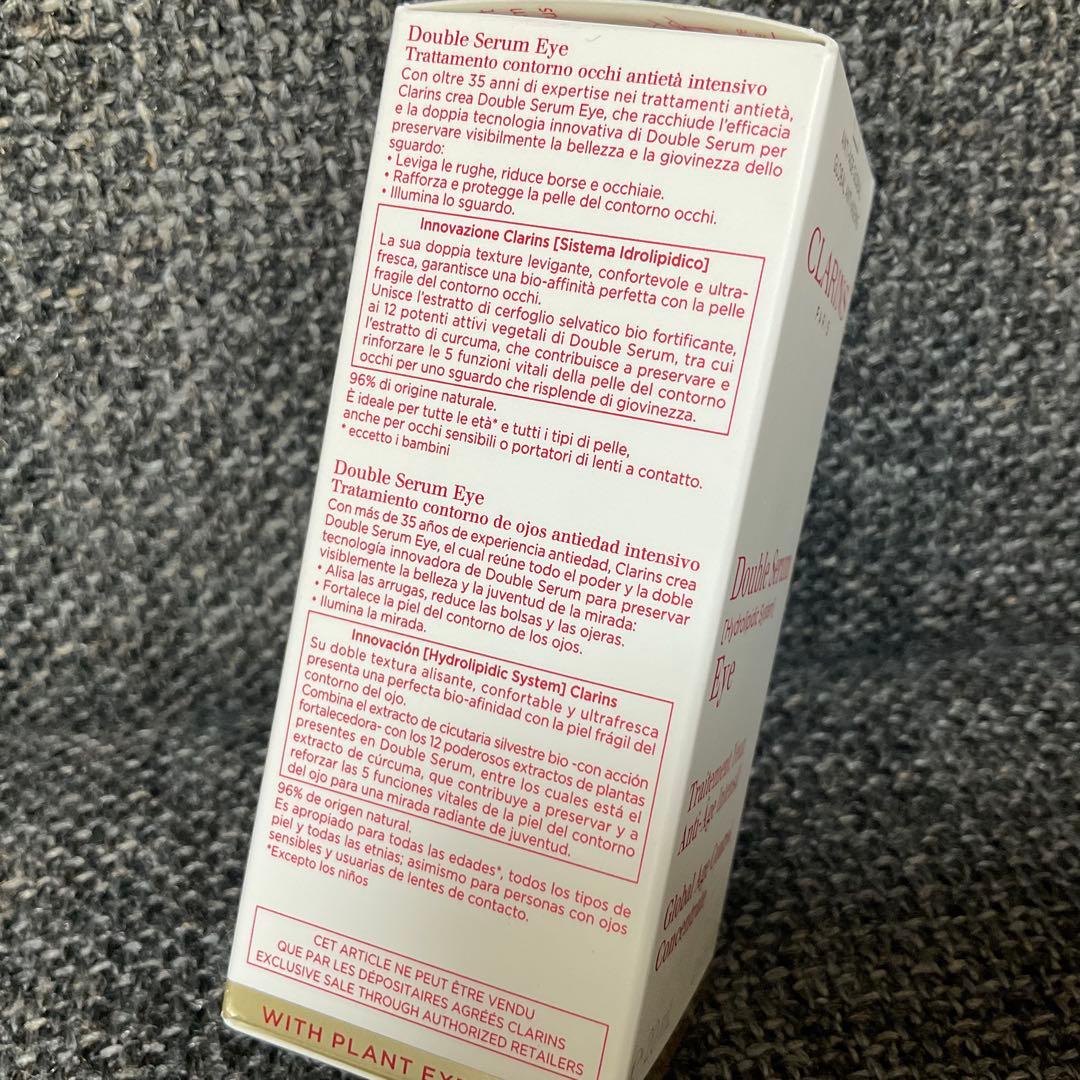 Double Serum Eye
Trattamento contorno occhi antietà intensivo
Con oltre 35 anni di expertise nei trattamenti antietà,
Clarins crea Double Serum Eye, che racchiude l'efficacia
e la doppia tecnologia innovativa di Double Serum per
preservare visibilmente la bellezza e la giovinezza dello
sguardo:
• Leviga le rughe, riduce borse e occhiaie.
• Rafforza e protegge la pelle del contorno occhi.
• Illumina lo sguardo.
Innovazione Clarins [Sistema Idrolipidico]
La sua doppia texture levigante, confortevole e ultra-
fresca, garantisce una bio-affinità perfetta con la pelle
fragile del contorno occhi.
Unisce l'estratto di cerfoglio selvatico bio fortificante,
ai 12 potenti attivi vegetali di Double Serum, tra cui
l'estratto di curcuma, che contribuisce a preservare e
rinforzare le 5 funzioni vitali della pelle del contorno
occhi per uno sguardo che risplende di giovinezza.
96% di origine naturale.
È ideale per tutte le età* e tutti i tipi di pelle,
anche per occhi sensibili o portatori di lenti a contatto.
*eccetto i bambini
Double Serum Eye
Tratamiento contorno de ojos antiedad intensivo
Con más de 35 años de experiencia antiedad, Clarins crea
Double Serum Eye, el cual reúne todo el poder y la doble
tecnología innovadora de Double Serum para preservar
visiblemente la belleza y la juventud de la mirada:
• Alisa las arrugas, reduce las bolsas y las ojeras.
• Fortalece la piel del contorno de los ojos.
• Ilumina la mirada.
Innovación [Hydrolipidic System] Clarins
Su doble textura alisante, confortable y ultrafresca
presenta una perfecta bio-afinidad con la piel frágil del
contorno del ojo.
Combina el extracto de cicutaria silvestre bio -con acción
fortalecedora- con los 12 poderosos extractos de plantas
presentes en Double Serum, entre los cuales está el
extracto de cúrcuma, que contribuye a preservar y a
reforzar las 5 funciones vitales de la piel del contorno
del ojo para una mirada radiante de juventud.
96% de origen natural.
Es apropiado para todas las edades*, todos los tipos de
piel y todas las etnias; asimismo para personas con ojos
sensibles y usuarias de lentes de contacto.
*Excepto los niños
CET ARTICLE NE PEUT ÊTRE VENDU
QUE PAR LES DÉPOSITAIRES AGRÉÉS CLARINS
EXCLUSIVE SALE THROUGH AUTHORIZED RETAILERS
WITH PLANT
CLARINS
PARIS
Double Serum
[Hydrolipidic System]
Eye
Traitement Yeux
Anti-Âge Intensif
Global Age Control
Concentrate